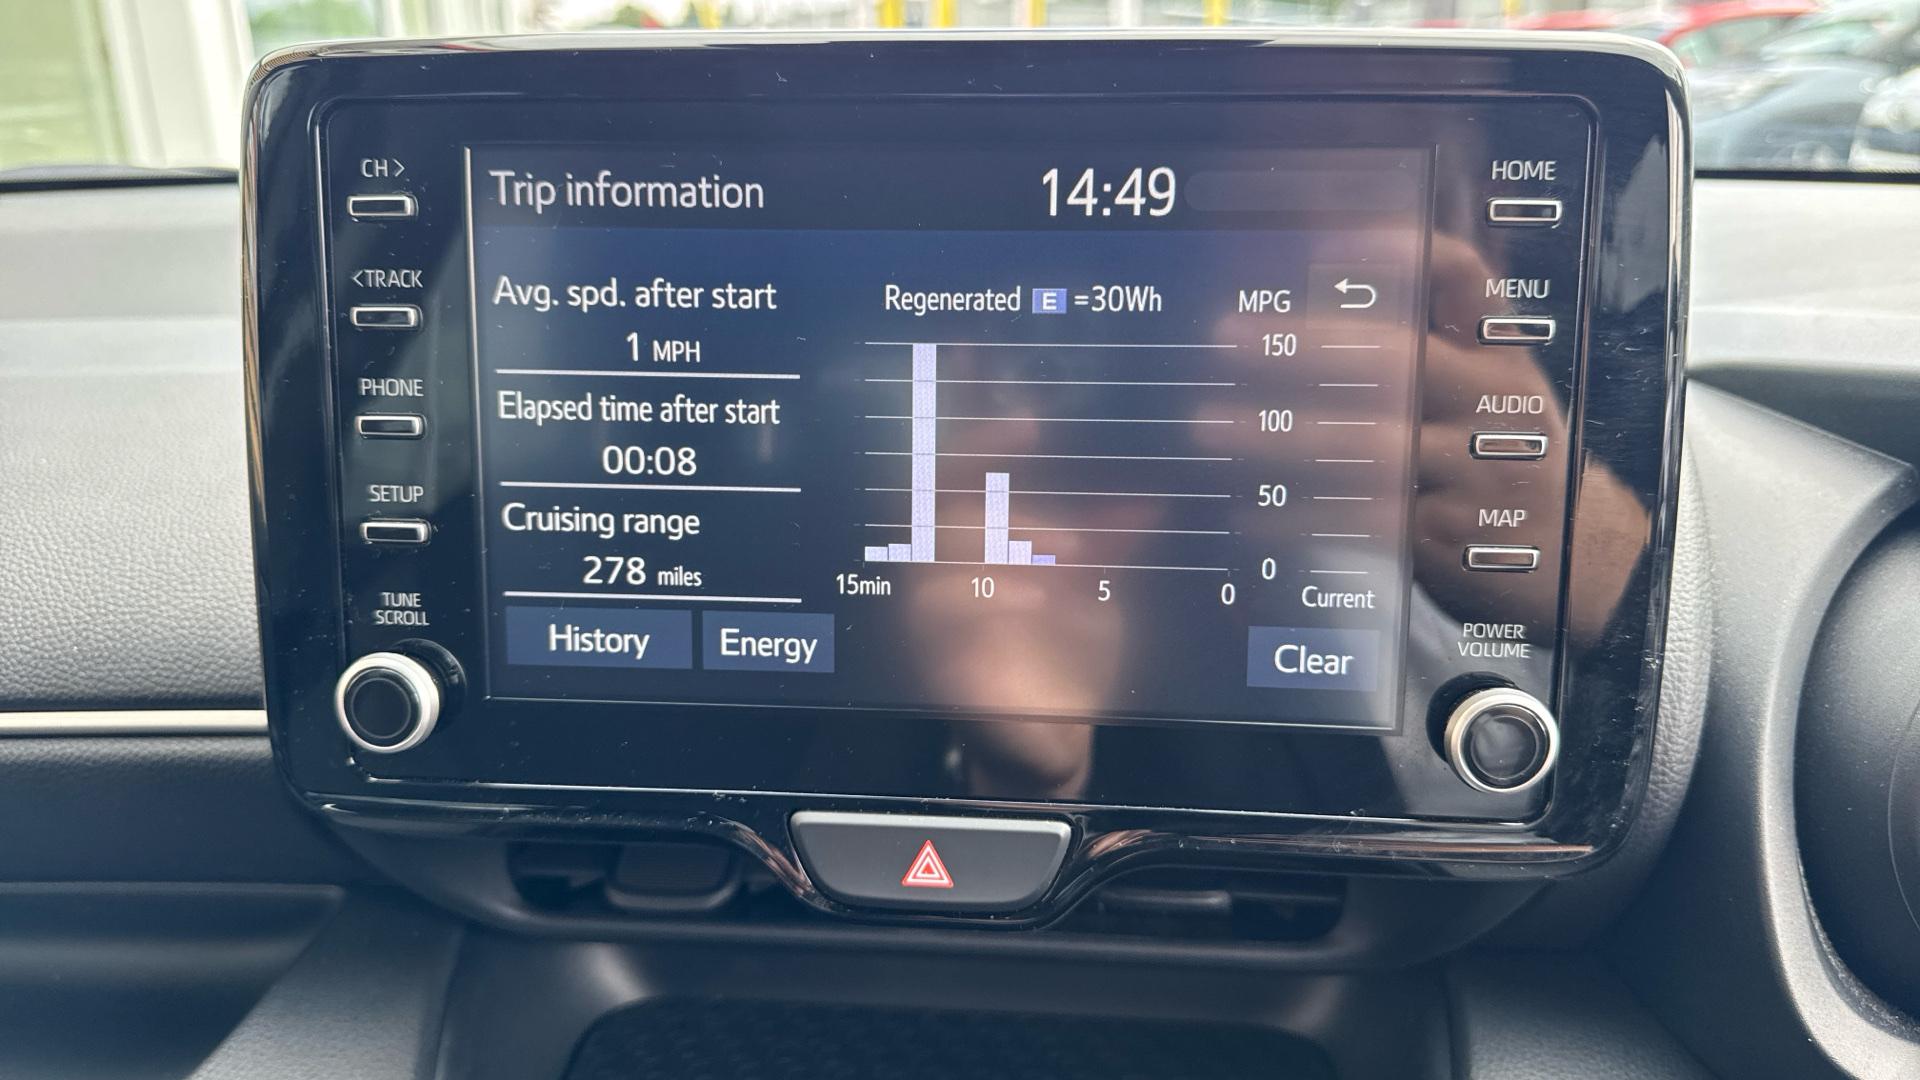 CH>
<TRACK
PHONE
SETUP
TUNE
SCROLL
Trip information 14:49
Avg. spd. after start
1 MPH
Elapsed time after start
00:08
Cruising range
278 miles
History Energy
Regenerated E =30Wh MPG
150
100
50
0
15min 10 5 0 Current
Clear
HOME
MENU
AUDIO
MAP
POWER
VOLUME